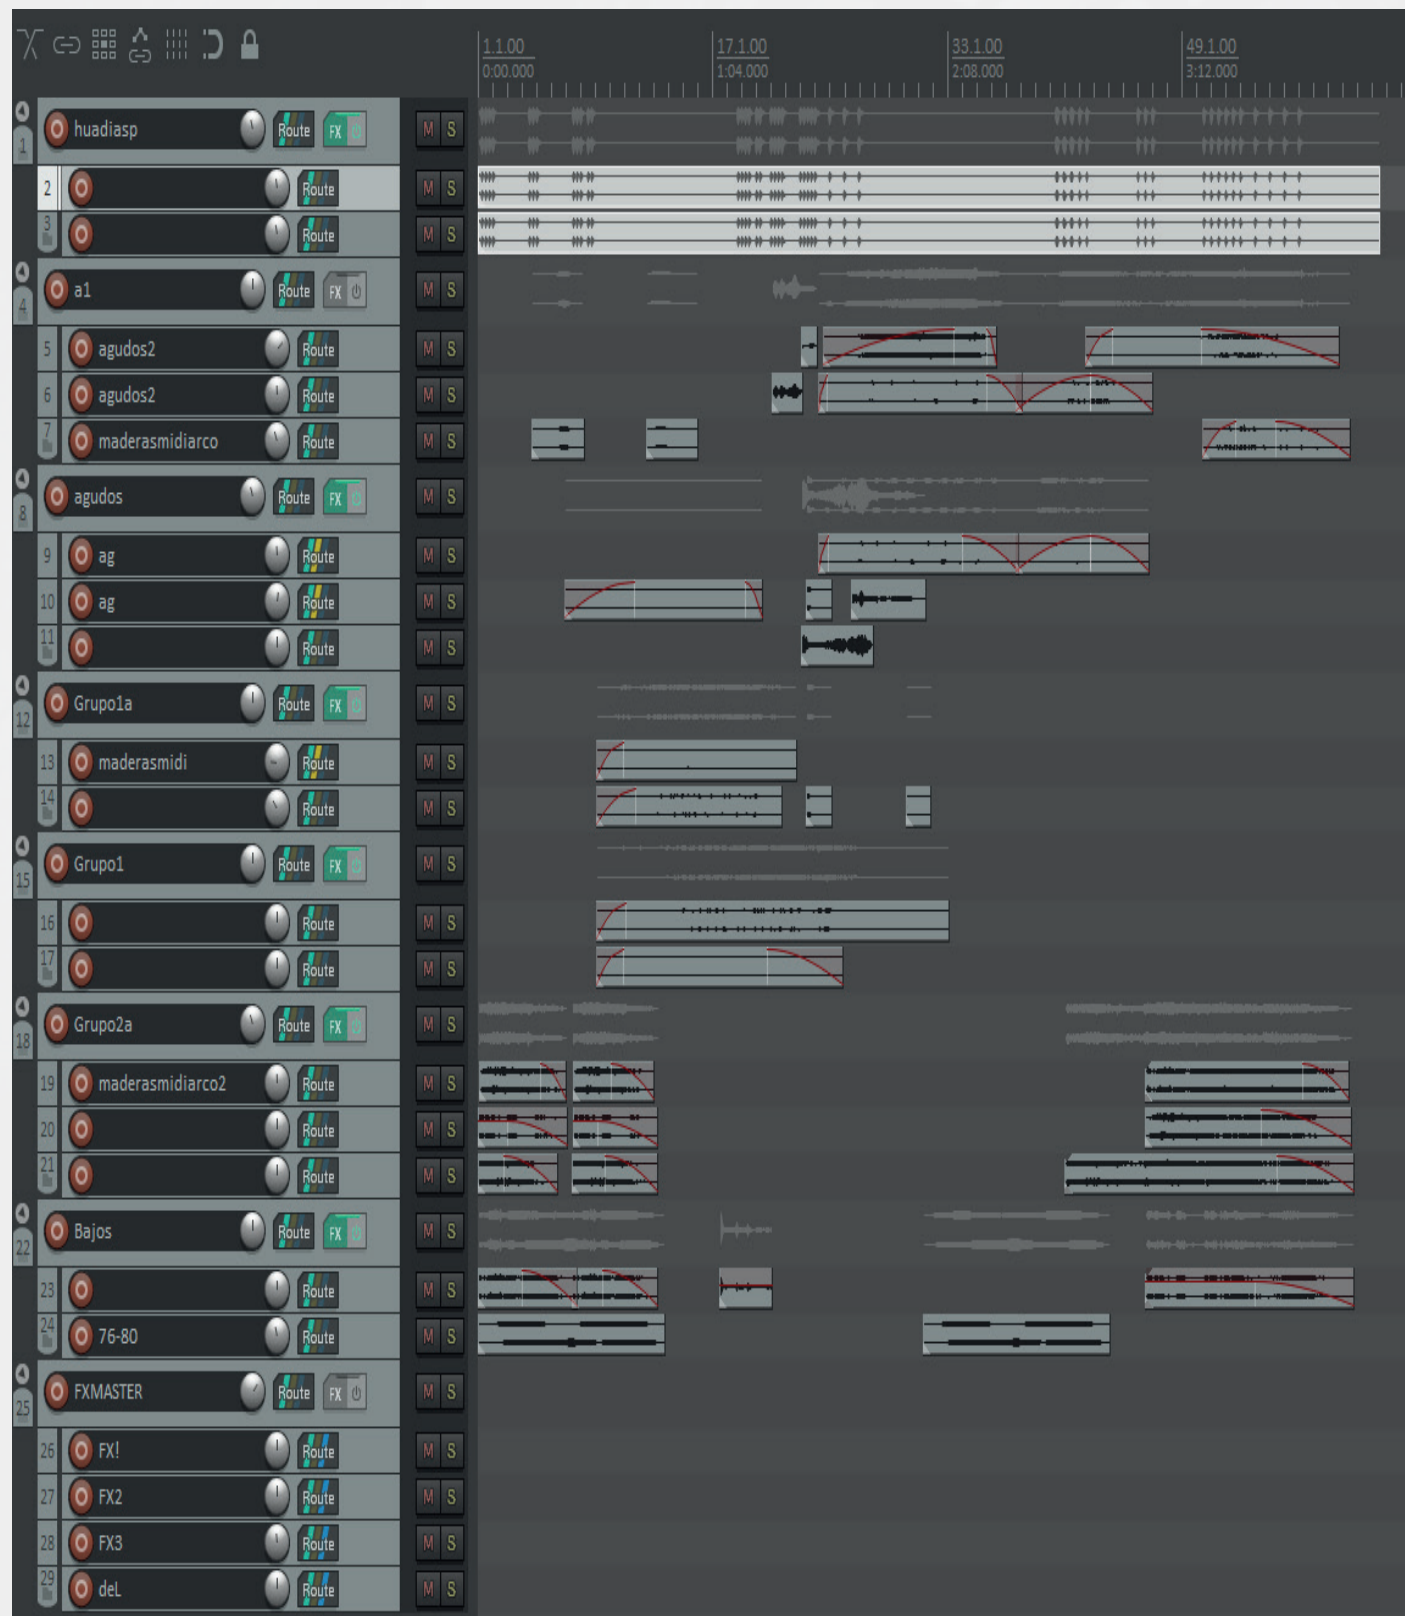 1.1.00 17.1.00 33.1.00 49.1.00
0:00.000 1:04.000 2:08.000 3:12.000
1 huadiasp Route FX M S
2 Route M S
3 Route M S
4 a1 Route FX M S
5 agudos2 Route M S
6 agudos2 Route M S
7 maderasmidiarco Route M S
8 agudos Route FX M S
9 ag Route M S
10 ag Route M S
11 Route M S
12 Grupo1a Route FX M S
13 maderasmidi Route M S
14 Route M S
15 Grupo1 Route FX M S
16 Route M S
17 Route M S
18 Grupo2a Route FX M S
19 maderasmidiarco2 Route M S
20 Route M S
21 Route M S
22 Bajos Route FX M S
23 Route M S
24 76-80 Route M S
25 FXMASTER Route FX M S
26 FX! Route M S
27 FX2 Route M S
28 FX3 Route M S
29 deL Route M S